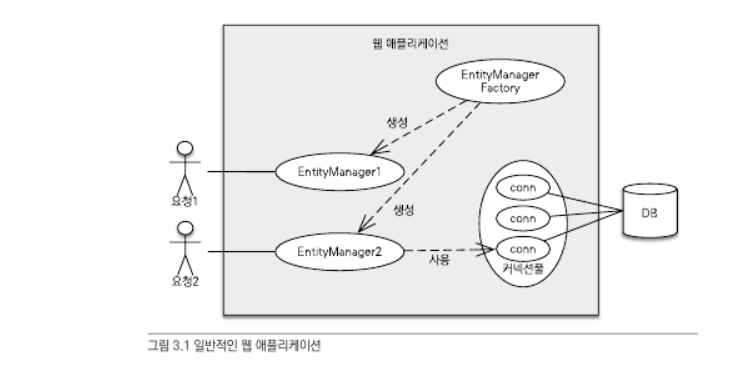 웹 애플리케이션
EntityManager
Factory
생성
요청1
EntityManager1
생성
요청2
EntityManager2
사용
conn
conn
conn
커넥션풀
DB
그림 3.1 일반적인 웹 애플리케이션